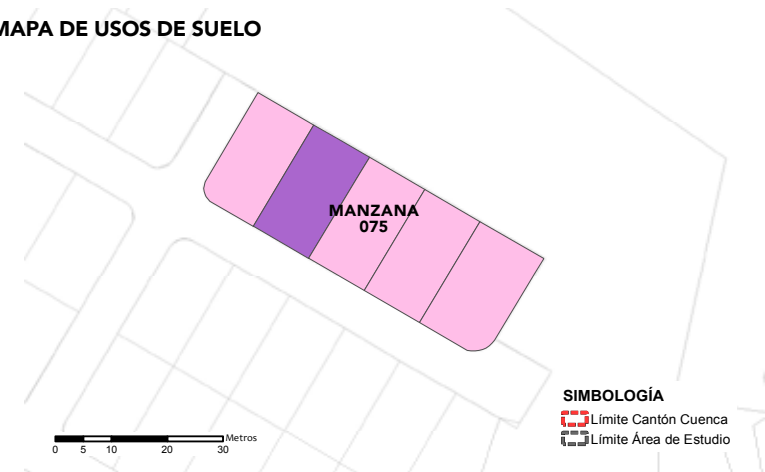 MAPA DE USOS DE SUELO
MANZANA
075
SIMBOLOGÍA
Límite Cantón Cuenca
Límite Área de Estudio
Metros
0 5 10 20 30